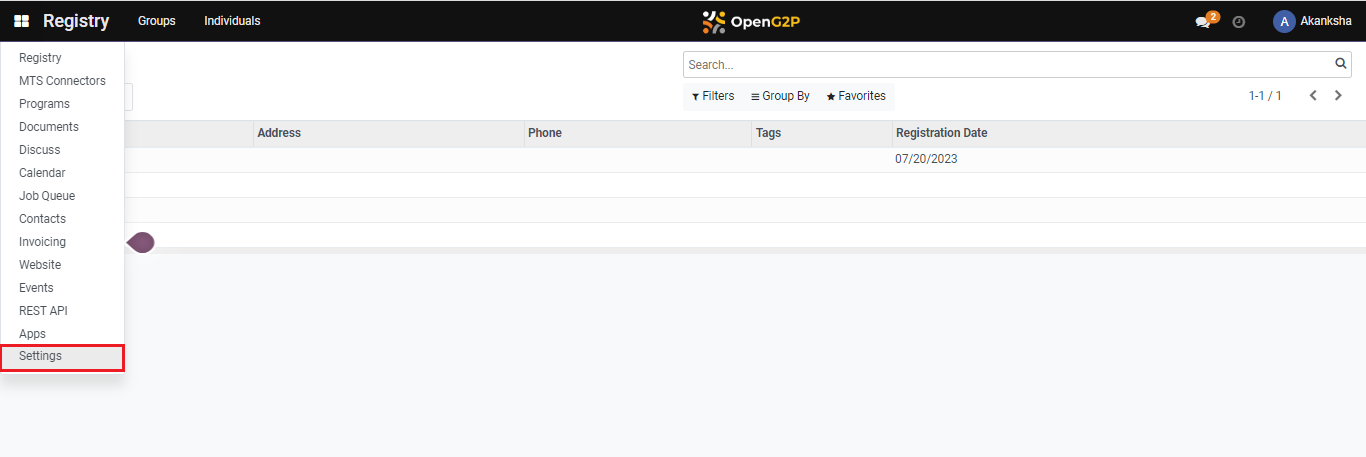 Registry Groups Individuals OpenG2P 2 A Akanksha
Registry
MTS Connectors
Programs
Documents
Discuss
Calendar
Job Queue
Contacts
Invoicing
Website
Events
REST API
Apps
Settings
Search...
Filters Group By Favorites 1-1 / 1
Address Phone Tags Registration Date
07/20/2023